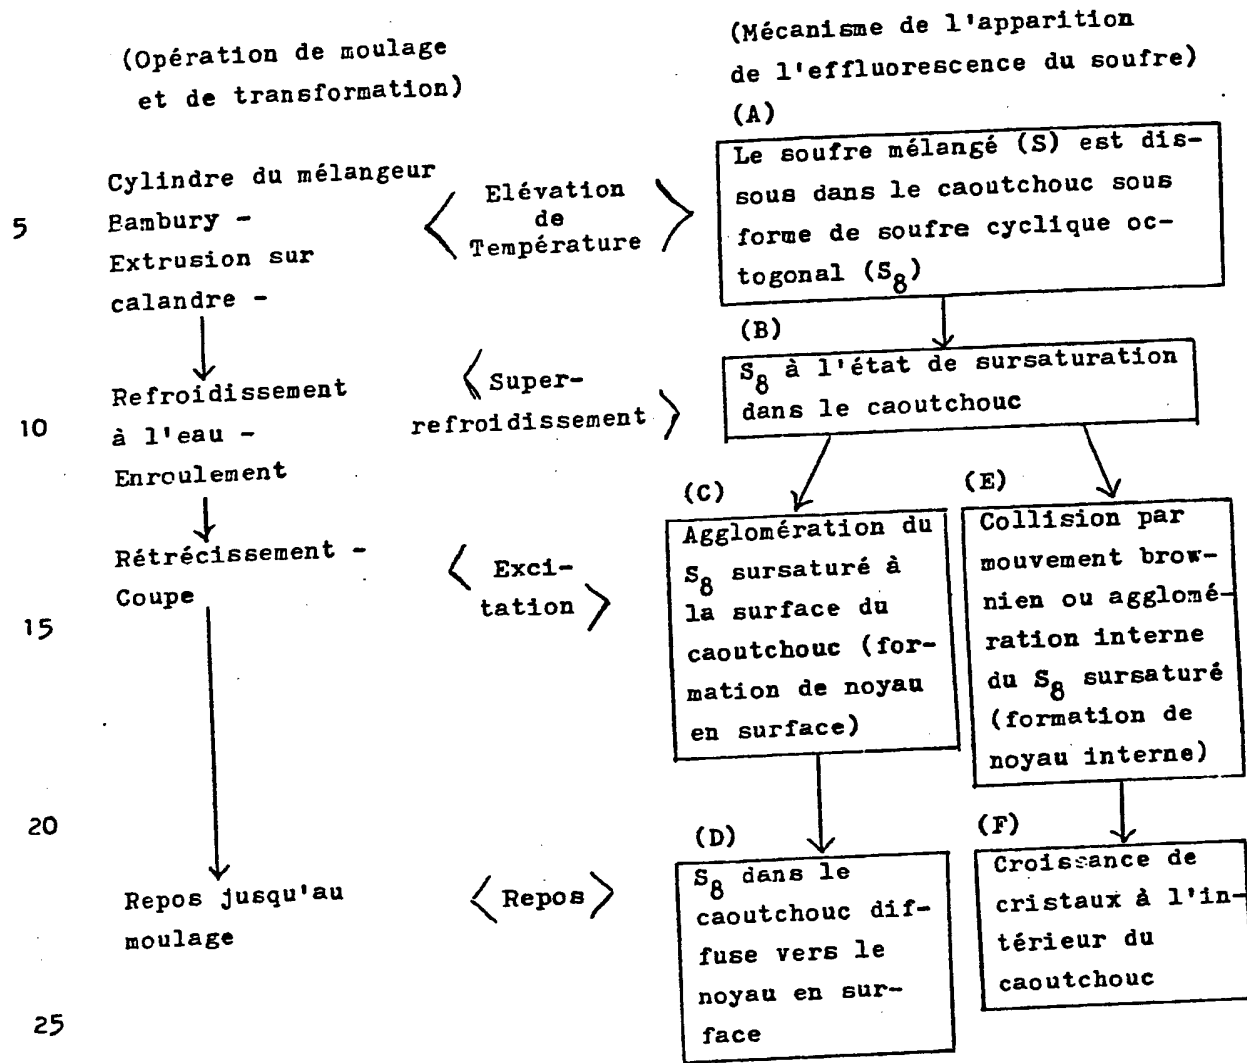 (Opération de moulage
et de transformation)
(Mécanisme de l'apparition
de l'effluorescence du soufre)
Cylindre du mélangeur
5
Bambury -
Extrusion sur
calandre -
Elévation
de
Température
(A)
Le soufre mélangé (S) est dis-
sous dans le caoutchouc sous
forme de soufre cyclique oc-
togonal (S8)
Refroidissement
10
à l'eau -
Enroulement
Super-
refroidissement
(B)
S8 à l'état de sursaturation
dans le caoutchouc
Rétrécissement -
Coupe
15
Exci-
tation
(C)
Agglomération du
S8 sursaturé à
la surface du
caoutchouc (for-
mation de noyau
en surface)
(E)
Collision par
mouvement brow-
nien ou agglomé-
ration interne
du S8 sursaturé
(formation de
noyau interne)
20
Repos jusqu'au
moulage
Repos
(D)
S8 dans le
caoutchouc dif-
fuse vers le
noyau en sur-
face
(F)
Croissance de
cristaux à l'in-
térieur du
caoutchouc
25